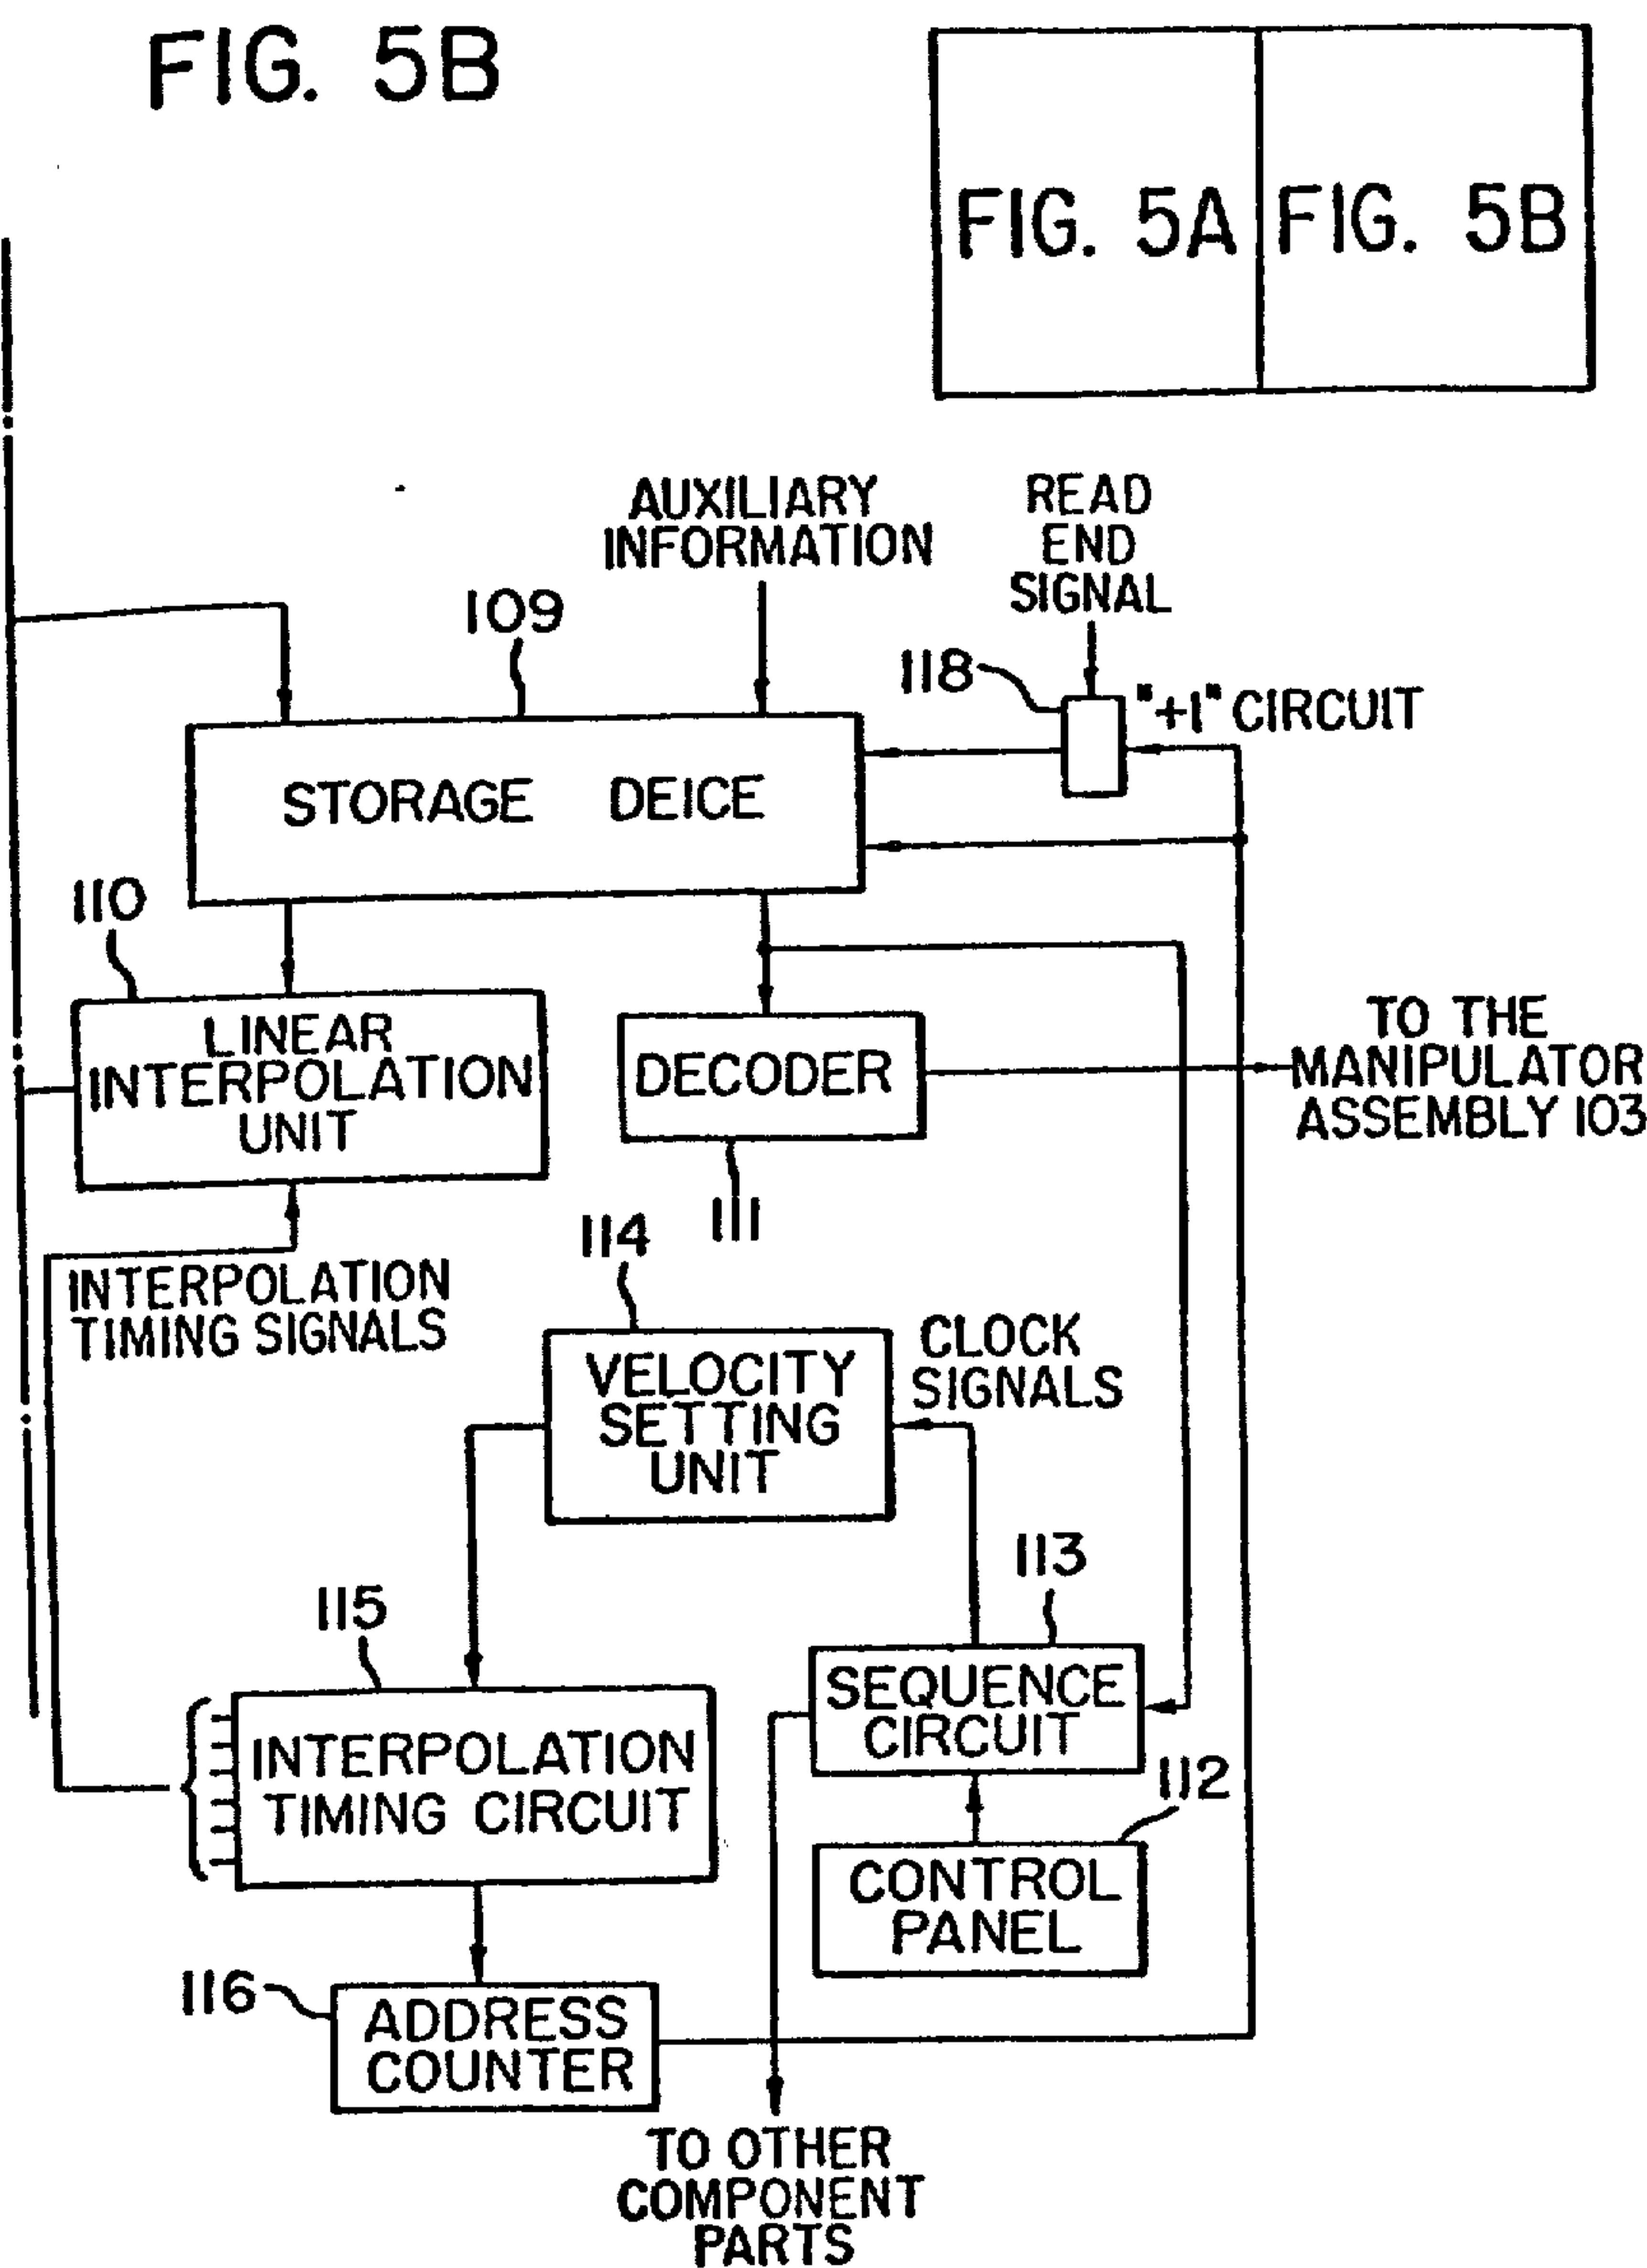 FIG. 5B
FIG. 5A
FIG. 5B
AUXILIARY
INFORMATION
READ
END
SIGNAL
109
118
"+1" CIRCUIT
STORAGE DEICE
110
LINEAR
INTERPOLATION
UNIT
DECODER
TO THE
MANIPULATOR
ASSEMBLY 103
111
INTERPOLATION
TIMING SIGNALS
114
VELOCITY
SETTING
UNIT
CLOCK
SIGNALS
113
115
SEQUENCE
CIRCUIT
INTERPOLATION
TIMING CIRCUIT
112
CONTROL
PANEL
116
ADDRESS
COUNTER
TO OTHER
COMPONENT
PARTS